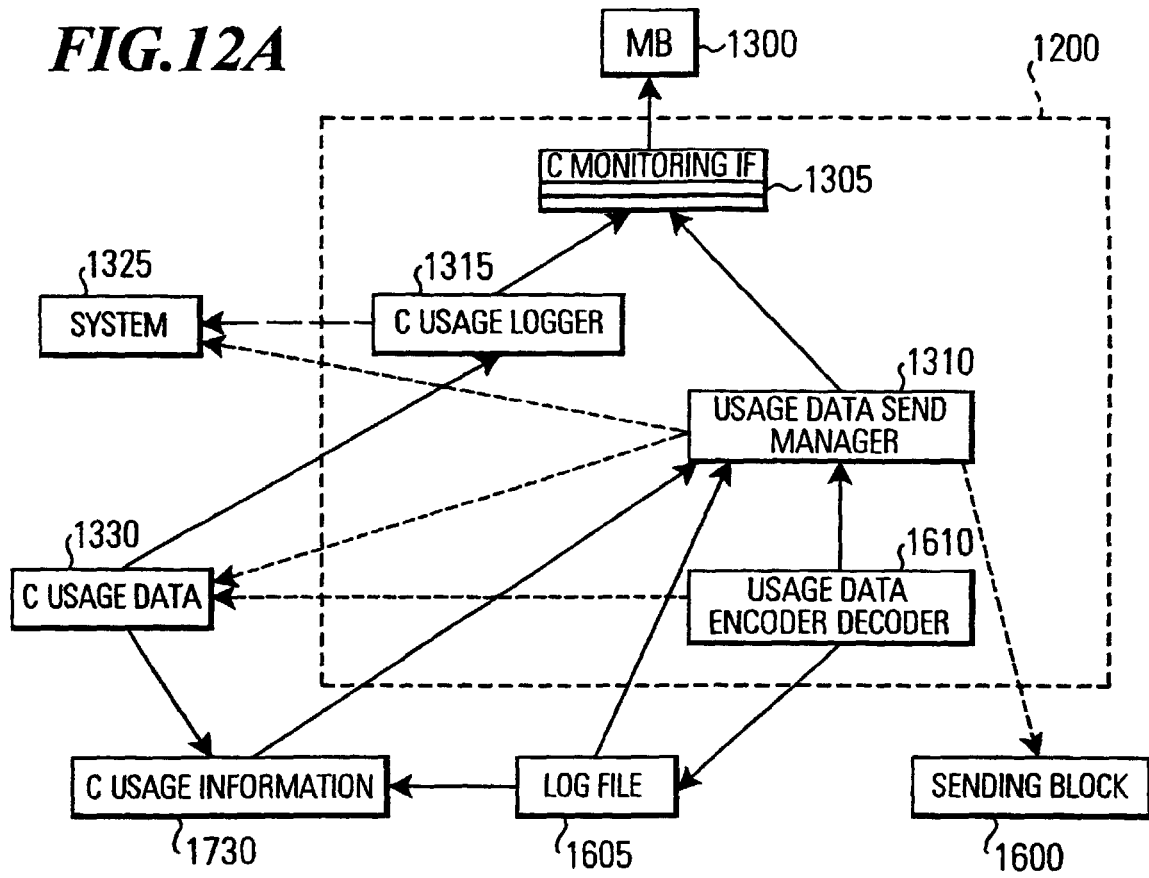 FIG.12A
MB
1300
1200
C MONITORING IF
1305
1325
SYSTEM
1315
C USAGE LOGGER
1310
USAGE DATA SEND
MANAGER
1330
C USAGE DATA
1610
USAGE DATA
ENCODER DECODER
C USAGE INFORMATION
1730
LOG FILE
1605
SENDING BLOCK
1600